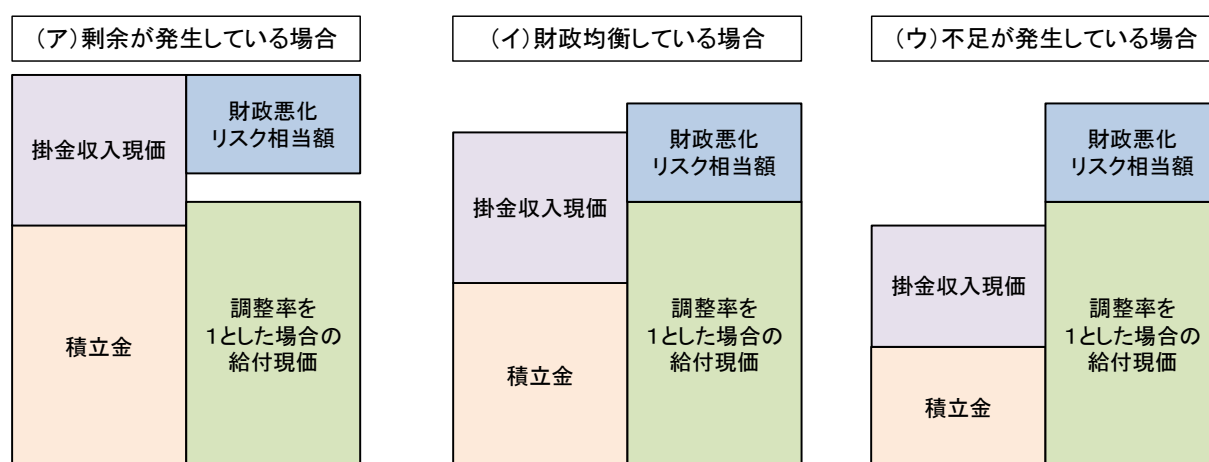 (ア)剰余が発生している場合
掛金収入現価
積立金
財政悪化
リスク相当額
調整率を
1とした場合の
給付現価
(イ)財政均衡している場合
掛金収入現価
積立金
財政悪化
リスク相当額
調整率を
1とした場合の
給付現価
(ウ)不足が発生している場合
掛金収入現価
積立金
財政悪化
リスク相当額
調整率を
1とした場合の
給付現価